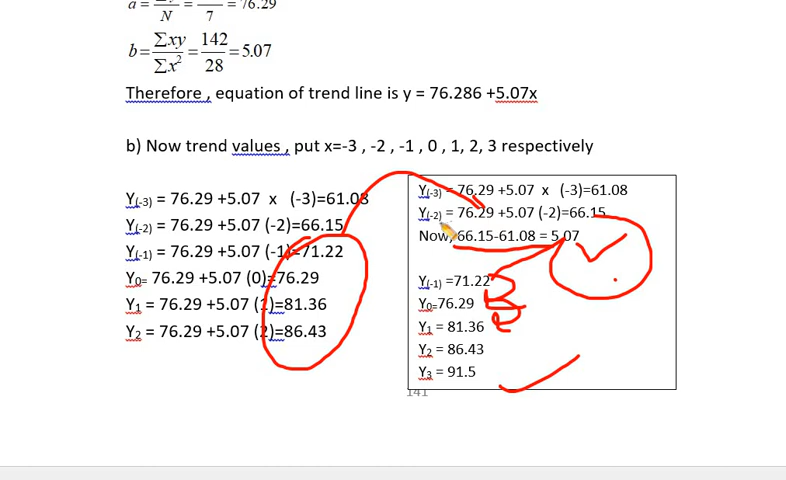 a = — = — = 76.29
N 7
b = Σxy / Σx² = 142 / 28 = 5.07
Therefore , equation of trend line is y = 76.286 +5.07x
b) Now trend values , put x=-3 , -2 , -1 , 0 , 1, 2, 3 respectively
Y(-3) = 76.29 +5.07 x (-3)=61.08
Y(-2) = 76.29 +5.07 (-2)=66.15
Y(-1) = 76.29 +5.07 (-1)=71.22
Y0= 76.29 +5.07 (0)=76.29
Y1 = 76.29 +5.07 (1)=81.36
Y2 = 76.29 +5.07 (2)=86.43
Y(-3) = 76.29 +5.07 x (-3)=61.08
Y(-2) = 76.29 +5.07 (-2)=66.15
Now, 66.15-61.08 = 5.07
Y(-1) =71.22
Y0=76.29
Y1 = 81.36
Y2 = 86.43
Y3 = 91.5
141